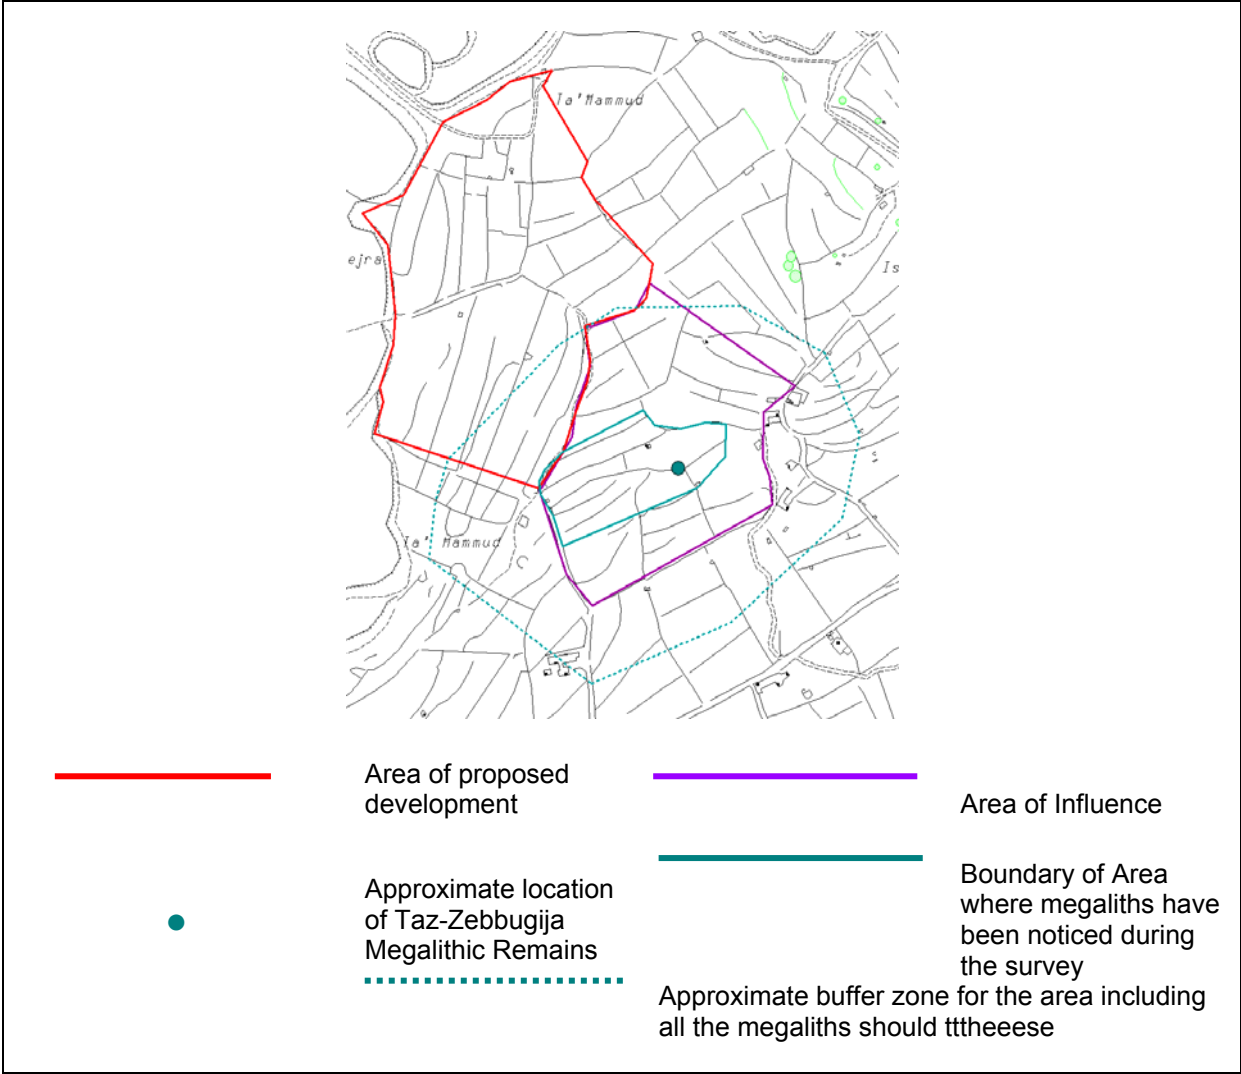 Ta' Hammud
ejra
Is
Ta' Hammud
Area of proposed
development
Area of Influence
Approximate location
of Taz-Zebbugija
Megalithic Remains
Boundary of Area
where megaliths have
been noticed during
the survey
Approximate buffer zone for the area including
all the megaliths should tttheeese